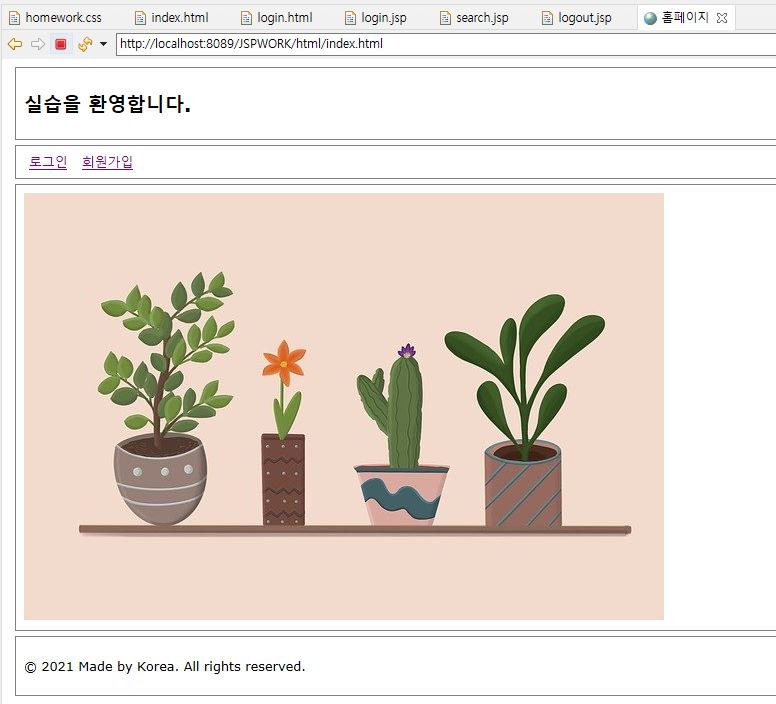 homework.css index.html login.html login.jsp search.jsp logout.jsp 홈페이지
http://localhost:8089/JSPWORK/html/index.html
실습을 환영합니다.
로그인 회원가입
© 2021 Made by Korea. All rights reserved.